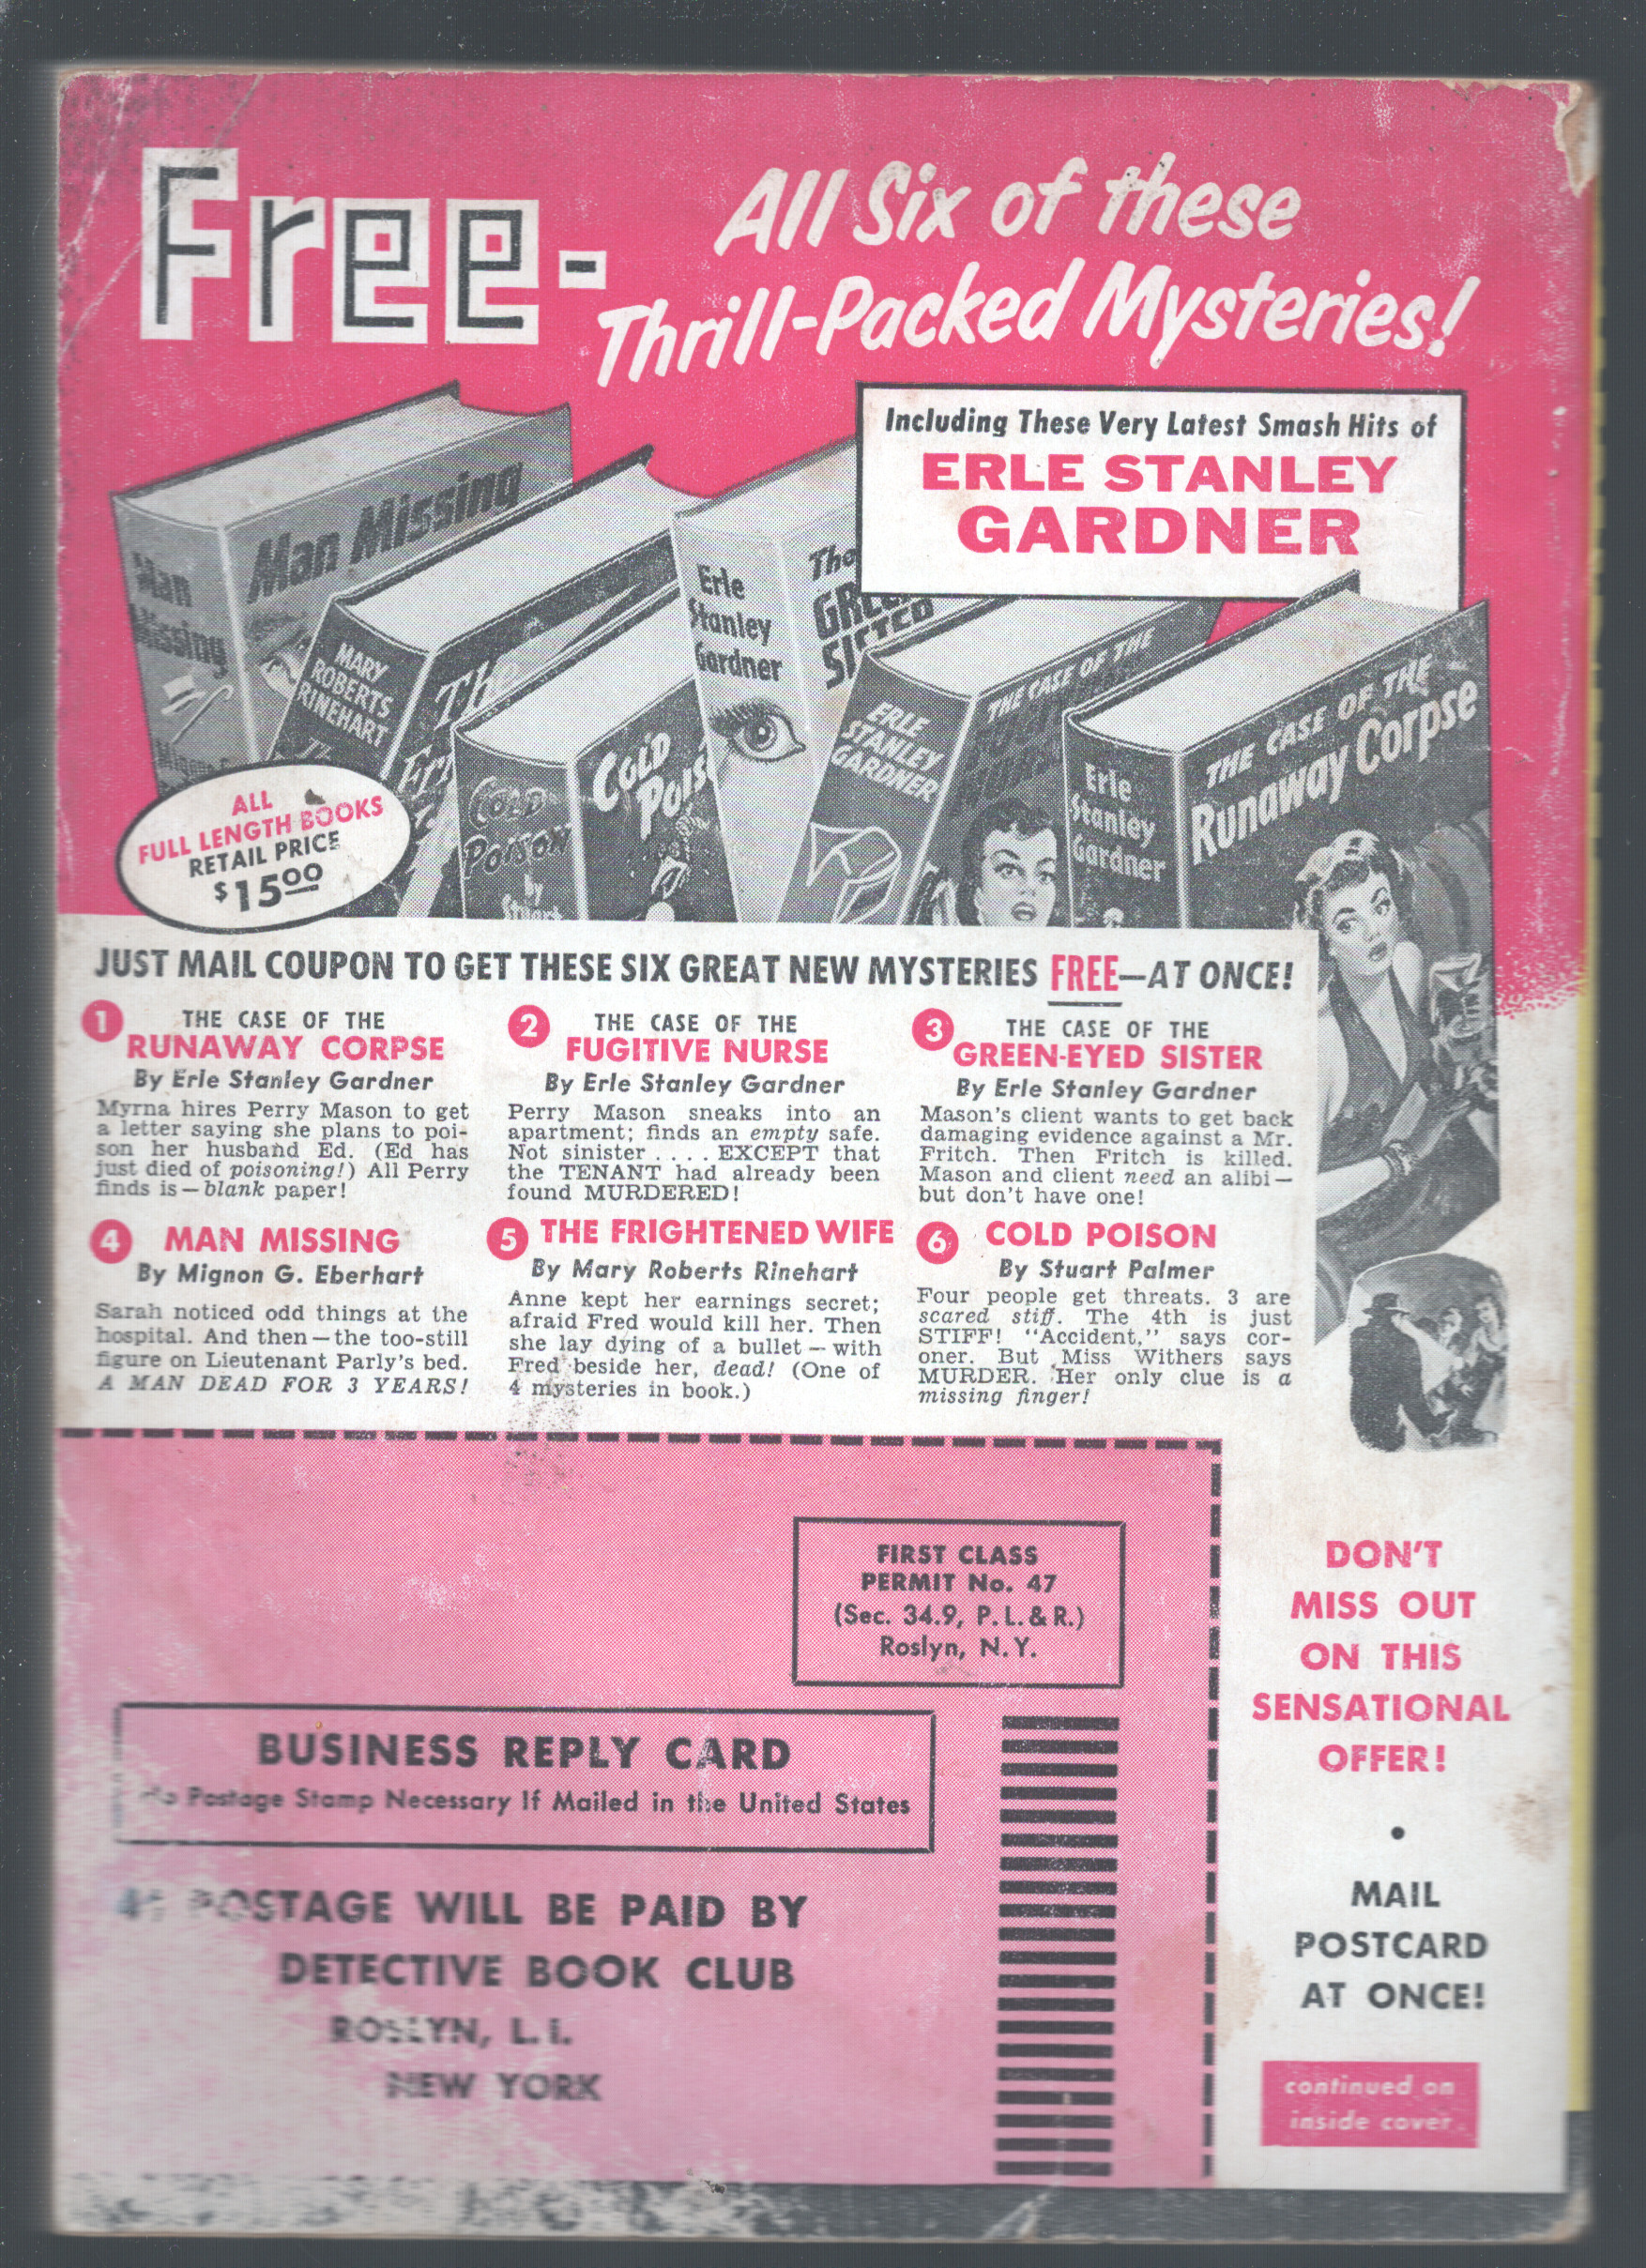 Free-
All Six of these
Thrill-Packed Mysteries!
Including These Very Latest Smash Hits of
ERLE STANLEY
GARDNER
Man Missing
Man
Missing
MARY
ROBERTS
RINEHART
The
COLD
POISON
by
COLD
Erle
Stanley
Gardner
The
ERLE
STANLEY
GARDNER
THE CASE OF THE
Erle
Stanley
Gardner
THE CASE OF THE
Runaway Corpse
ALL
FULL LENGTH BOOKS
RETAIL PRICE
$1500
JUST MAIL COUPON TO GET THESE SIX GREAT NEW MYSTERIES FREE—AT ONCE!
1 THE CASE OF THE
RUNAWAY CORPSE
By Erle Stanley Gardner
Myrna hires Perry Mason to get
a letter saying she plans to poi-
son her husband Ed. (Ed has
just died of poisoning!) All Perry
finds is—blank paper!
2 THE CASE OF THE
FUGITIVE NURSE
By Erle Stanley Gardner
Perry Mason sneaks into an
apartment; finds an empty safe.
Not sinister . . . . EXCEPT that
the TENANT had already been
found MURDERED!
3 THE CASE OF THE
GREEN-EYED SISTER
By Erle Stanley Gardner
Mason's client wants to get back
damaging evidence against a Mr.
Fritch. Then Fritch is killed.
Mason and client need an alibi—
but don't have one!
4 MAN MISSING
By Mignon G. Eberhart
Sarah noticed odd things at the
hospital. And then—the too-still
figure on Lieutenant Parly's bed.
A MAN DEAD FOR 3 YEARS!
5 THE FRIGHTENED WIFE
By Mary Roberts Rinehart
Anne kept her earnings secret;
afraid Fred would kill her. Then
she lay dying of a bullet—with
Fred beside her, dead! (One of
4 mysteries in book.)
6 COLD POISON
By Stuart Palmer
Four people get threats. 3 are
scared stiff. The 4th is just
STIFF! "Accident," says cor-
oner. But Miss Withers says
MURDER. Her only clue is a
missing finger!
FIRST CLASS
PERMIT No. 47
(Sec. 34.9, P.L.&R.)
Roslyn, N.Y.
BUSINESS REPLY CARD
No Postage Stamp Necessary If Mailed in the United States
4¢ POSTAGE WILL BE PAID BY
DETECTIVE BOOK CLUB
ROSLYN, L.I.
NEW YORK
DON'T
MISS OUT
ON THIS
SENSATIONAL
OFFER!
•
MAIL
POSTCARD
AT ONCE!
continued on
inside cover